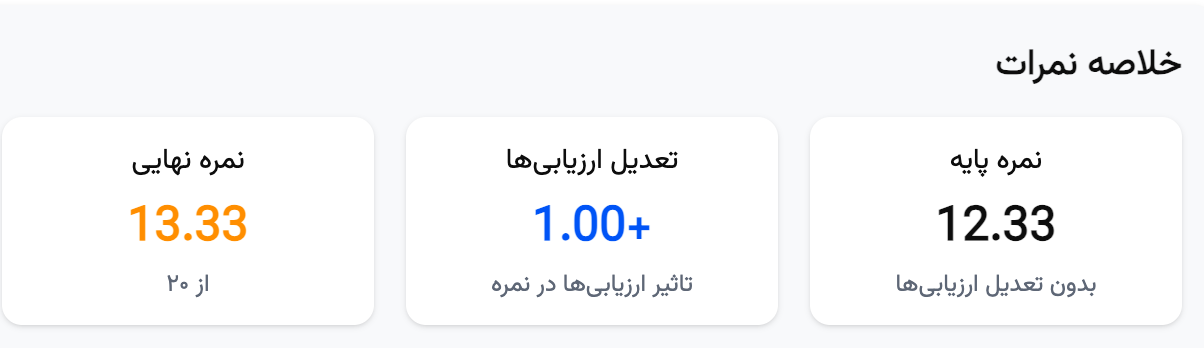 خلاصه نمرات
نمره پایه
12.33
بدون تعدیل ارزیابی‌ها
تعدیل ارزیابی‌ها
1.00+
تاثیر ارزیابی‌ها در نمره
نمره نهایی
13.33
از ۲۰